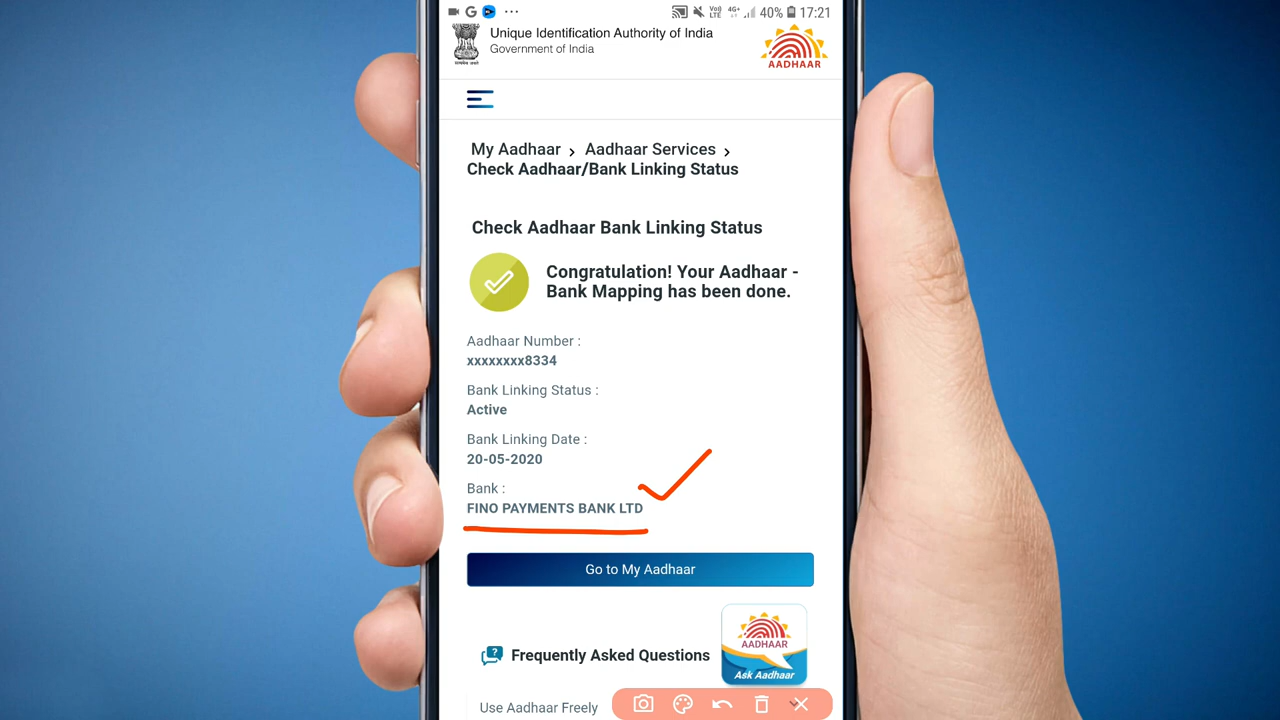 Vo))
LTE
4G+
40%
17:21
Unique Identification Authority of India
Government of India
AADHAAR
My Aadhaar > Aadhaar Services >
Check Aadhaar/Bank Linking Status
Check Aadhaar Bank Linking Status
Congratulation! Your Aadhaar -
Bank Mapping has been done.
Aadhaar Number :
xxxxxxxx8334
Bank Linking Status :
Active
Bank Linking Date :
20-05-2020
Bank :
FINO PAYMENTS BANK LTD
Go to My Aadhaar
AADHAAR
Ask Aadhaar
Frequently Asked Questions
Use Aadhaar Freely